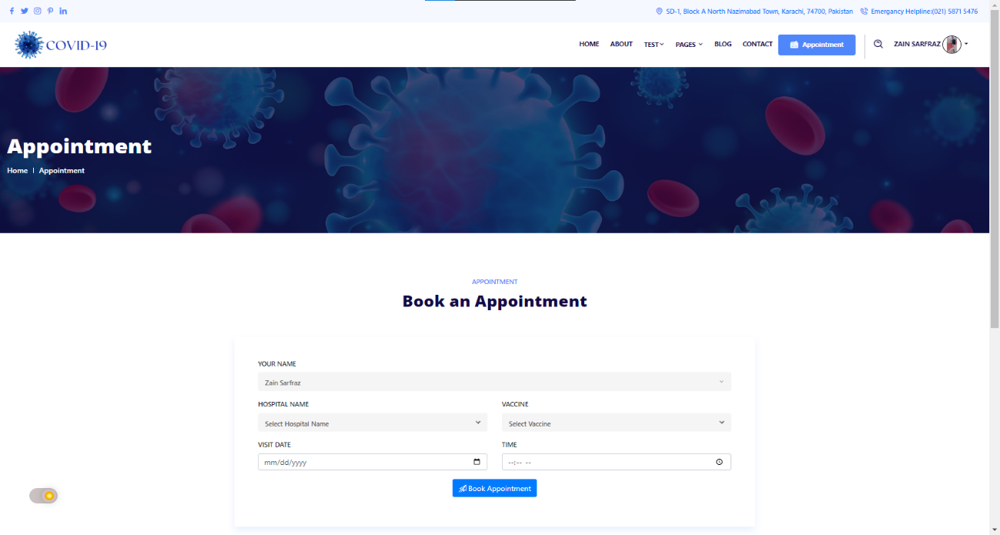 SD-1, Block A North Nazimabad Town, Karachi, 74700, Pakistan Emergancy Helpline:(021) 5871 5476
COVID-19 HOME ABOUT TEST PAGES BLOG CONTACT Appointment ZAIN SARFRAZ
Appointment
Home | Appointment
APPOINTMENT
Book an Appointment
YOUR NAME
Zain Sarfraz
HOSPITAL NAME VACCINE
Select Hospital Name Select Vaccine
VISIT DATE TIME
mm/dd/yyyy --:-- --
Book Appointment